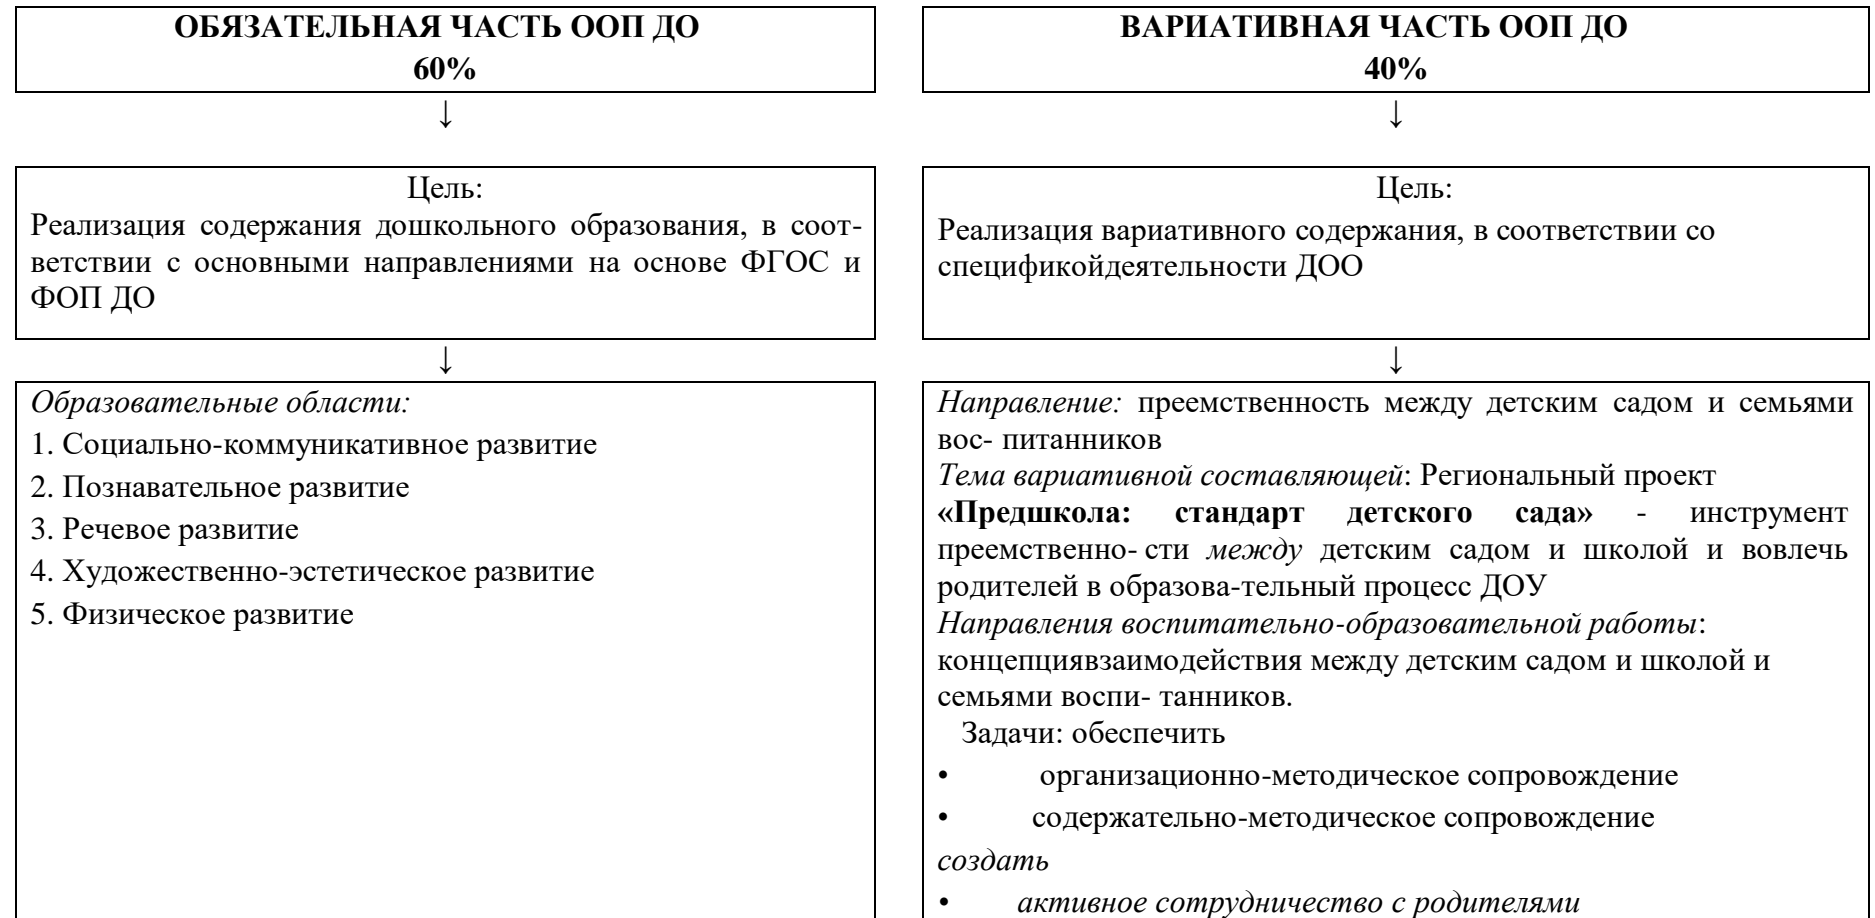 ОБЯЗАТЕЛЬНАЯ ЧАСТЬ ООП ДО
60%
↓
Цель:
Реализация содержания дошкольного образования, в соот-
ветствии с основными направлениями на основе ФГОС и
ФОП ДО
↓
Образовательные области:
1. Социально-коммуникативное развитие
2. Познавательное развитие
3. Речевое развитие
4. Художественно-эстетическое развитие
5. Физическое развитие
ВАРИАТИВНАЯ ЧАСТЬ ООП ДО
40%
↓
Цель:
Реализация вариативного содержания, в соответствии со
спецификойдеятельности ДОО
↓
Направление: преемственность между детским садом и семьями
вос- питанников
Тема вариативной составляющей: Региональный проект
«Предшкола: стандарт детского сада» - инструмент
преемственно- сти между детским садом и школой и вовлечь
родителей в образова-тельный процесс ДОУ
Направления воспитательно-образовательной работы:
концепциявзаимодействия между детским садом и школой и
семьями воспи- танников.
Задачи: обеспечить
• организационно-методическое сопровождение
• содержательно-методическое сопровождение
создать
• активное сотрудничество с родителями